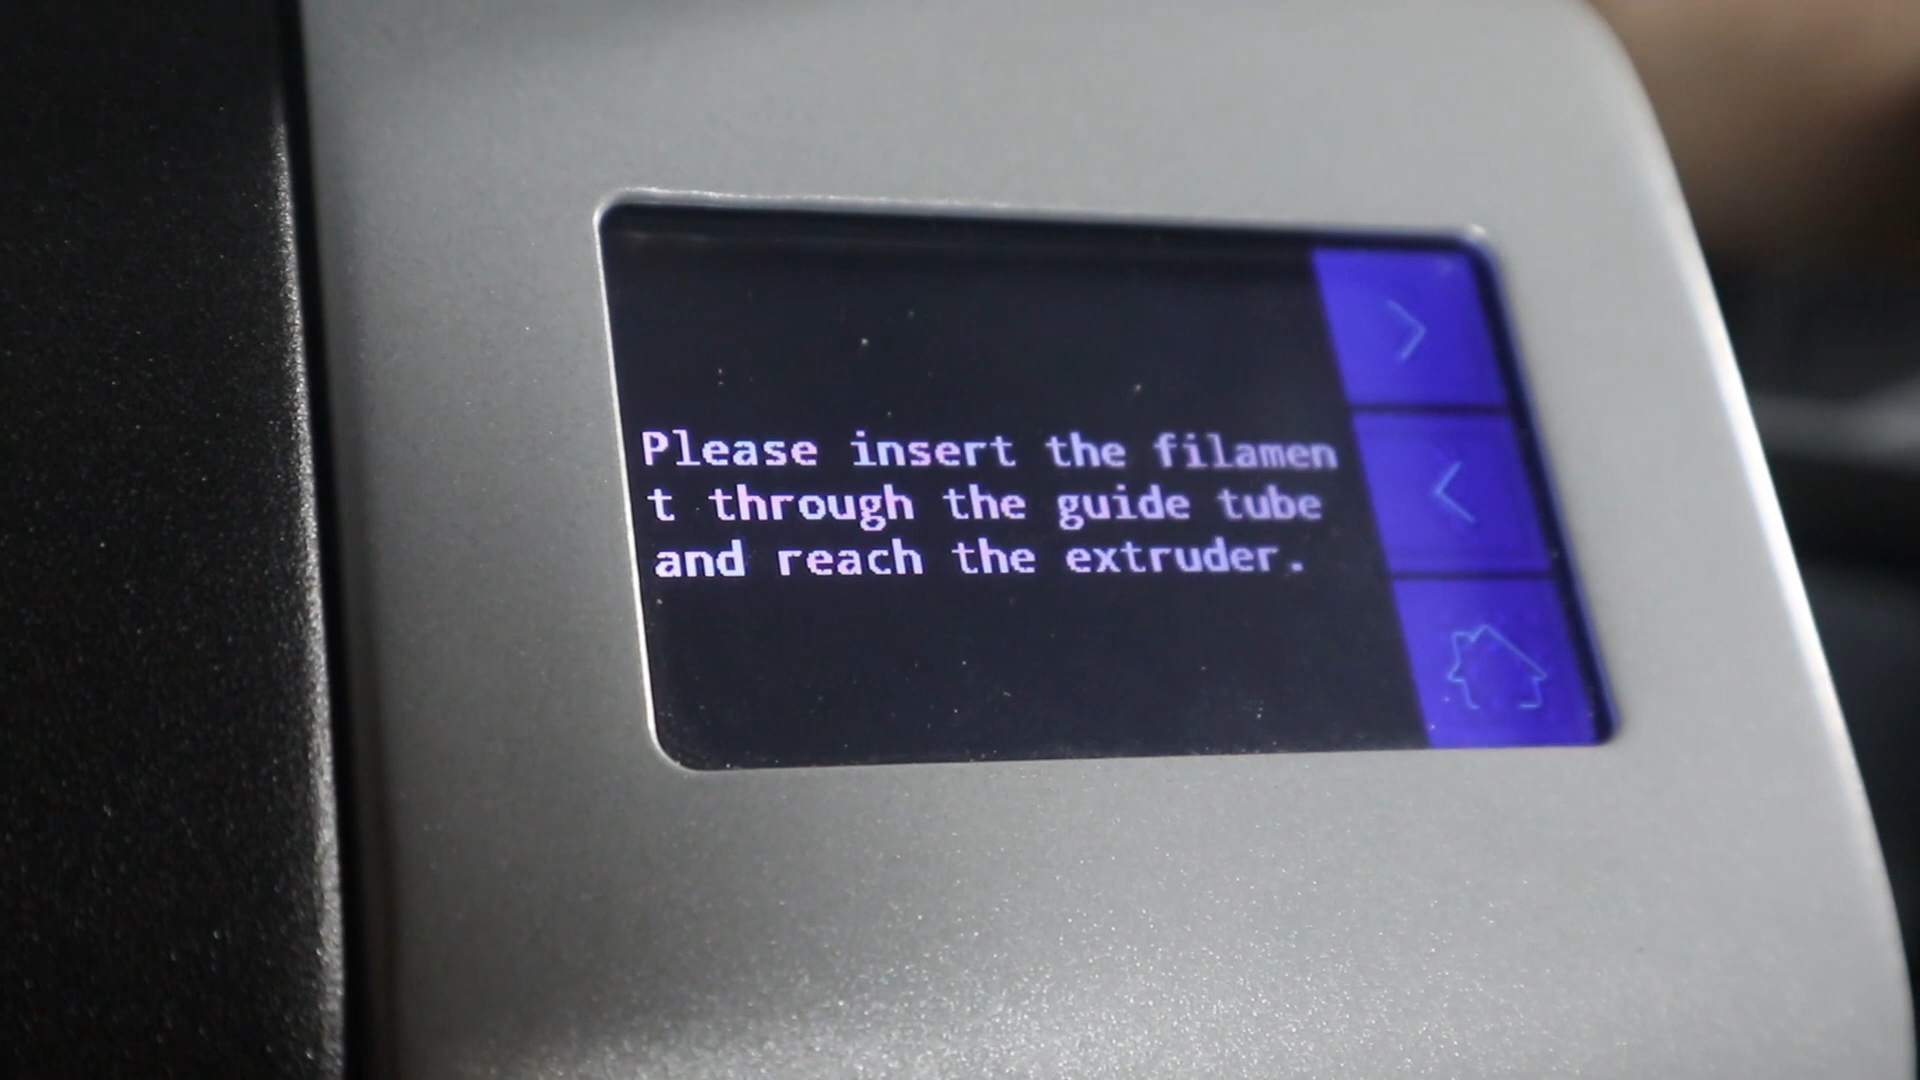 Please insert the filamen
t through the guide tube
and reach the extruder.